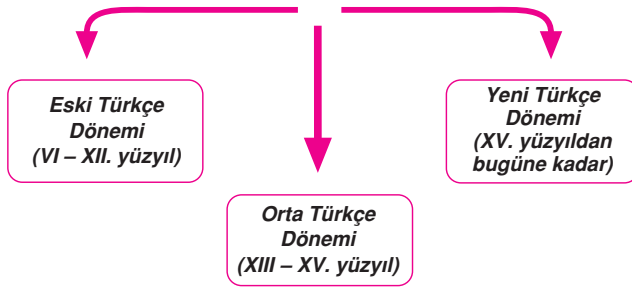 Eski Türkçe
Dönemi
(VI – XII. yüzyıl)
Orta Türkçe
Dönemi
(XIII – XV. yüzyıl)
Yeni Türkçe
Dönemi
(XV. yüzyıldan
bugüne kadar)